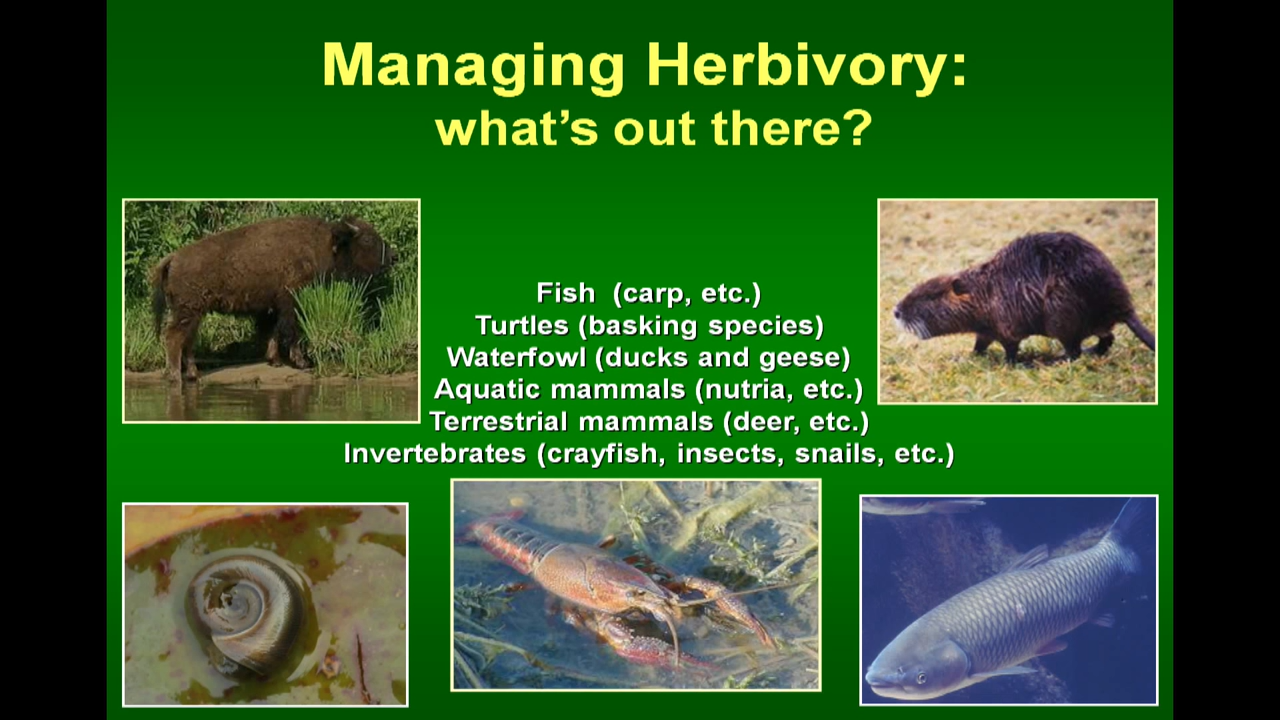 Managing Herbivory:
what's out there?
Fish (carp, etc.)
Turtles (basking species)
Waterfowl (ducks and geese)
Aquatic mammals (nutria, etc.)
Terrestrial mammals (deer, etc.)
Invertebrates (crayfish, insects, snails, etc.)